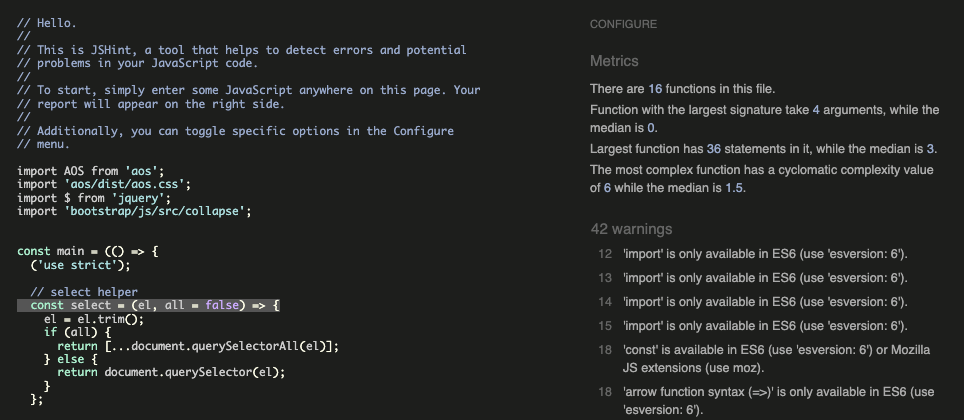 // Hello.
//
// This is JSHint, a tool that helps to detect errors and potential
// problems in your JavaScript code.
//
// To start, simply enter some JavaScript anywhere on this page. Your
// report will appear on the right side.
//
// Additionally, you can toggle specific options in the Configure
// menu.
import AOS from 'aos';
import 'aos/dist/aos.css';
import $ from 'jquery';
import 'bootstrap/js/src/collapse';
const main = (() => {
('use strict');
// select helper
const select = (el, all = false) => {
el = el.trim();
if (all) {
return [...document.querySelectorAll(el)];
} else {
return document.querySelector(el);
}
};
CONFIGURE
Metrics
There are 16 functions in this file.
Function with the largest signature take 4 arguments, while the
median is 0.
Largest function has 36 statements in it, while the median is 3.
The most complex function has a cyclomatic complexity value
of 6 while the median is 1.5.
42 warnings
12 'import' is only available in ES6 (use 'esversion: 6').
13 'import' is only available in ES6 (use 'esversion: 6').
14 'import' is only available in ES6 (use 'esversion: 6').
15 'import' is only available in ES6 (use 'esversion: 6').
18 'const' is available in ES6 (use 'esversion: 6') or Mozilla
JS extensions (use moz).
18 'arrow function syntax (=>)' is only available in ES6 (use
'esversion: 6').